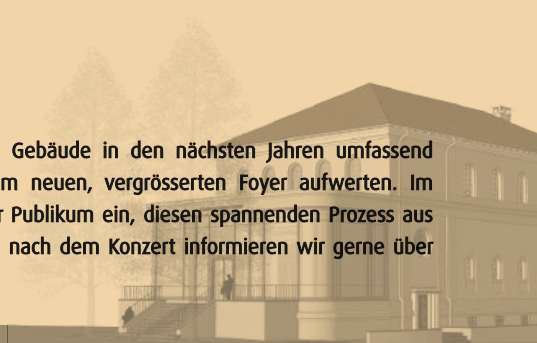 Gebäude in den nächsten Jahren umfassend
m neuen, vergrösserten Foyer aufwerten. Im
r Publikum ein, diesen spannenden Prozess aus
nach dem Konzert informieren wir gerne über